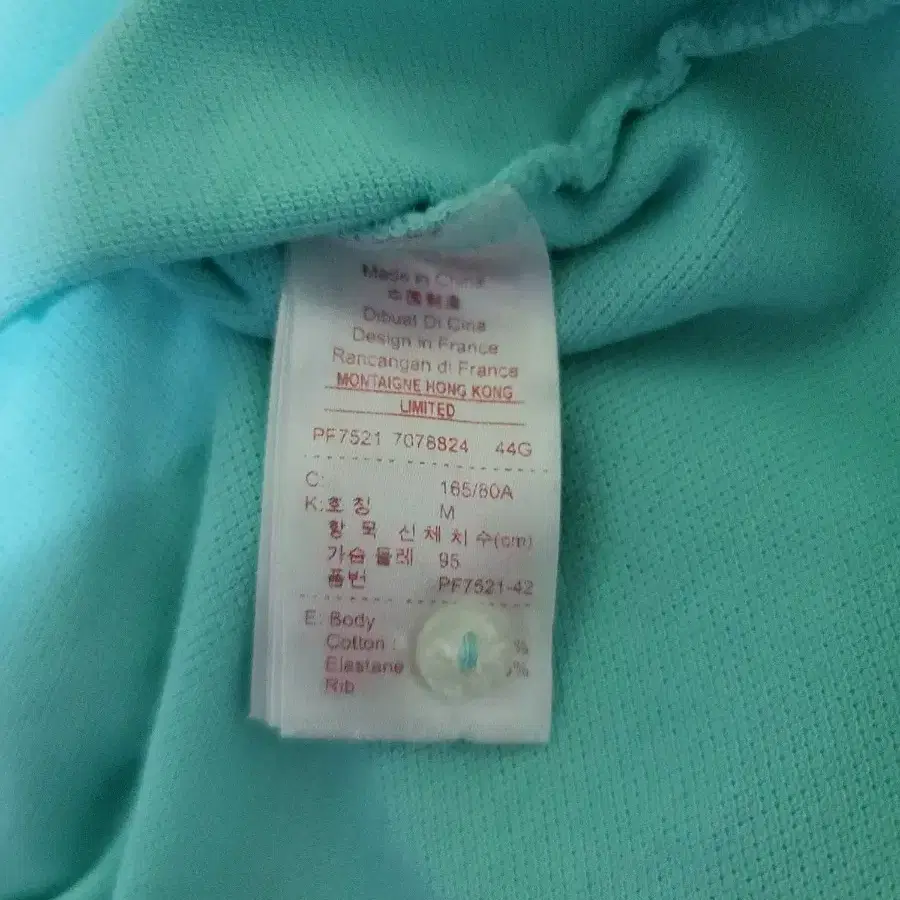 Made in China
中國製造
Dibuat Di Cina
Design in France
Rancangan di France
MONTAIGNE HONG KONG
LIMITED
PF7521 7078824 44G
C: 165/80A
K:호 칭 M
항 목 신 체 치 수(cm)
가슴 둘레 95
품번 PF7521-42
E: Body
Cotton : %
Elastane %
Rib